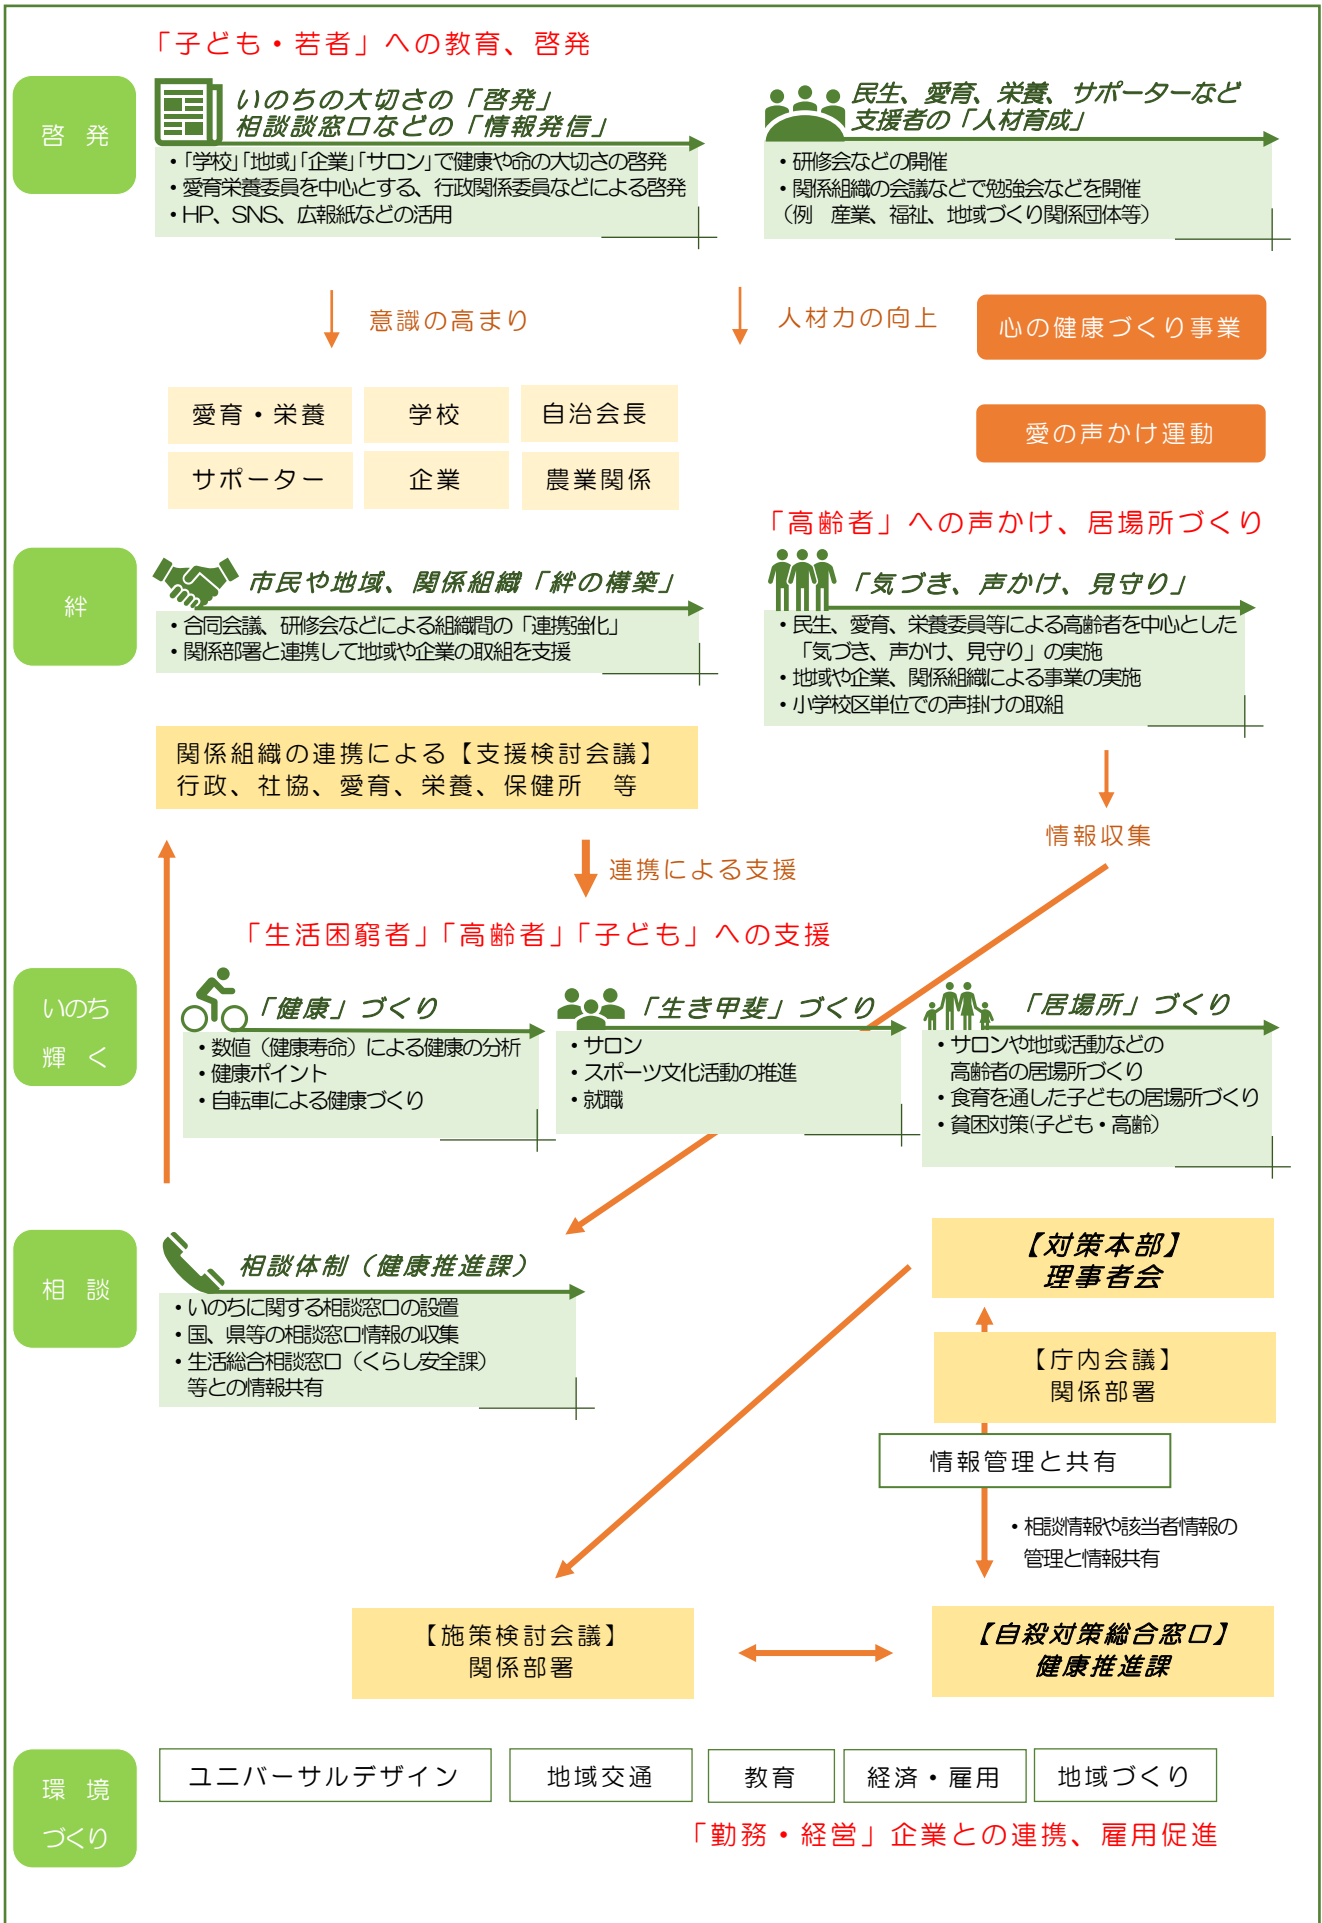 「子ども・若者」への教育、啓発
啓 発
いのちの大切さの「啓発」
相談談窓口などの「情報発信」
・「学校」「地域」「企業」「サロン」で健康や命の大切さの啓発
・愛育栄養委員を中心とする、行政関係委員などによる啓発
・HP、SNS、広報紙などの活用
民生、愛育、栄養、サポーターなど
支援者の「人材育成」
・研修会などの開催
・関係組織の会議などで勉強会などを開催
（例　産業、福祉、地域づくり関係団体等）
意識の高まり
人材力の向上
心の健康づくり事業
愛の声かけ運動
愛育・栄養
学校
自治会長
サポーター
企業
農業関係
「高齢者」への声かけ、居場所づくり
絆
市民や地域、関係組織「絆の構築」
・合同会議、研修会などによる組織間の「連携強化」
・関係部署と連携して地域や企業の取組を支援
「気づき、声かけ、見守り」
・民生、愛育、栄養委員等による高齢者を中心とした
「気づき、声かけ、見守り」の実施
・地域や企業、関係組織による事業の実施
・小学校区単位での声掛けの取組
関係組織の連携による【支援検討会議】
行政、社協、愛育、栄養、保健所　等
連携による支援
情報収集
「生活困窮者」「高齢者」「子ども」への支援
いのち
輝 く
「健康」づくり
・数値（健康寿命）による健康の分析
・健康ポイント
・自転車による健康づくり
「生き甲斐」づくり
・サロン
・スポーツ文化活動の推進
・就職
「居場所」づくり
・サロンや地域活動などの
高齢者の居場所づくり
・食育を通した子どもの居場所づくり
・貧困対策(子ども・高齢）
相 談
相談体制（健康推進課）
・いのちに関する相談窓口の設置
・国、県等の相談窓口情報の収集
・生活総合相談窓口（くらし安全課）
等との情報共有
【対策本部】
理事者会
【庁内会議】
関係部署
情報管理と共有
・相談情報や該当者情報の
管理と情報共有
【施策検討会議】
関係部署
【自殺対策総合窓口】
健康推進課
環 境
づくり
ユニバーサルデザイン
地域交通
教育
経済・雇用
地域づくり
「勤務・経営」企業との連携、雇用促進